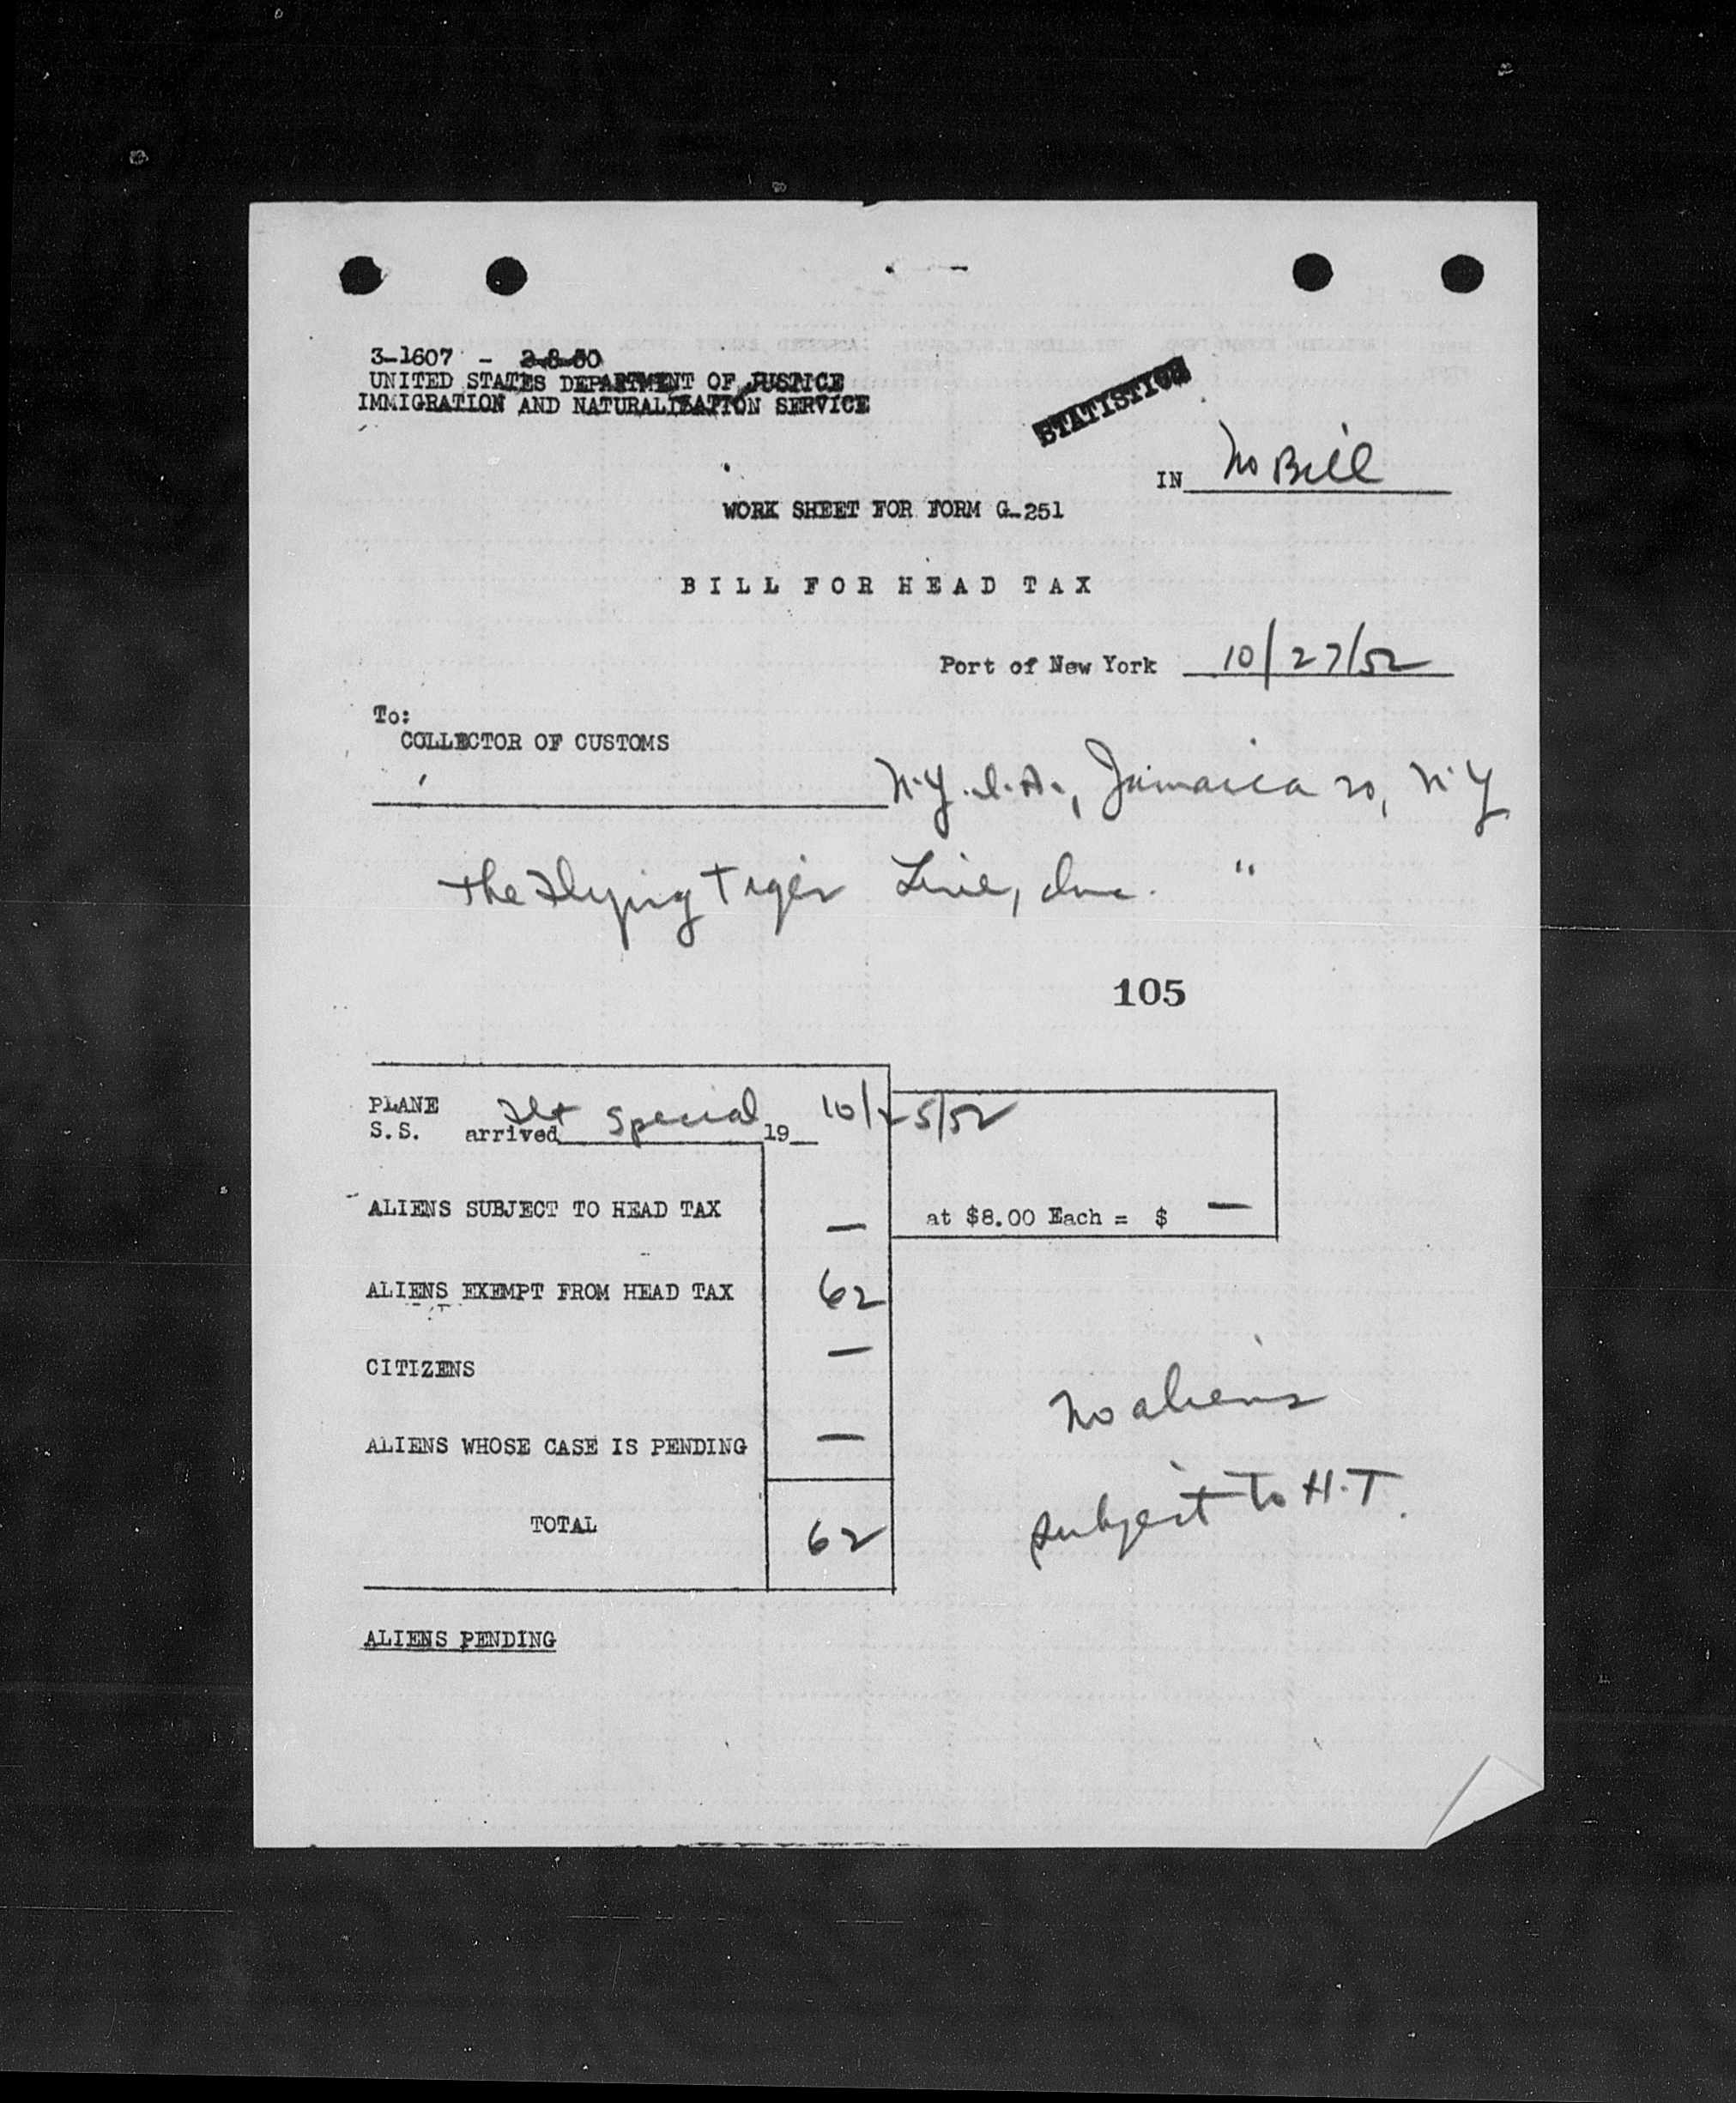 3-1607 - 2-8-50
UNITED STATES DEPARTMENT OF JUSTICE
IMMIGRATION AND NATURALIZATION SERVICE
STATISTICS
IN No Bill
WORK SHEET FOR FORM G-251
BILL FOR HEAD TAX
Port of New York 10/27/52
To:
COLLECTOR OF CUSTOMS
N.Y.I.A., Jamaica 20, N.Y
The Flying Tiger Line, Inc. "
105
PLANE
S.S. arrived Flt Special 19 10/25/52
ALIENS SUBJECT TO HEAD TAX — at $8.00 Each = $ —
ALIENS EXEMPT FROM HEAD TAX 62
CITIZENS —
ALIENS WHOSE CASE IS PENDING —
No aliens
subject to H.T.
TOTAL 62
ALIENS PENDING